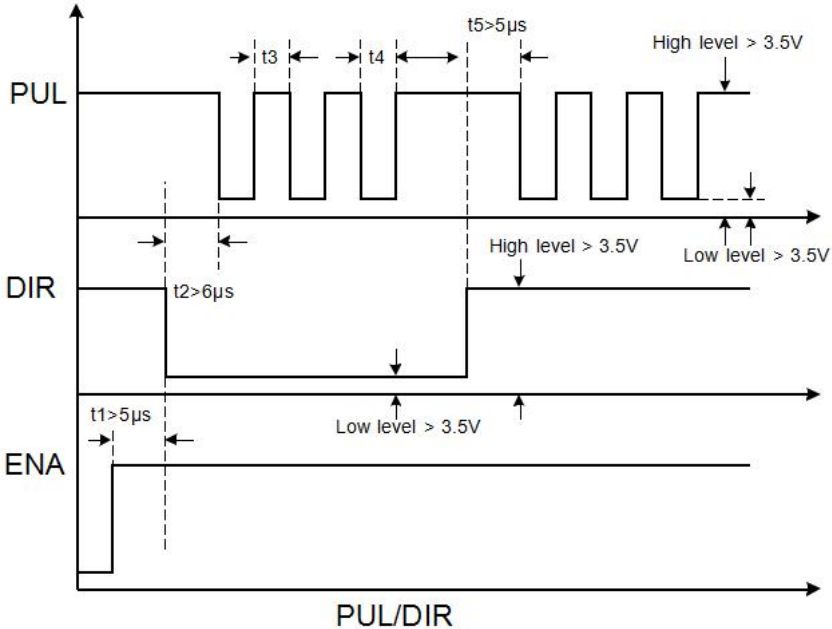 t5>5µs
High level > 3.5V
t3
t4
PUL
High level > 3.5V
Low level > 3.5V
DIR
t2>6µs
t1>5µs
Low level > 3.5V
ENA
PUL/DIR